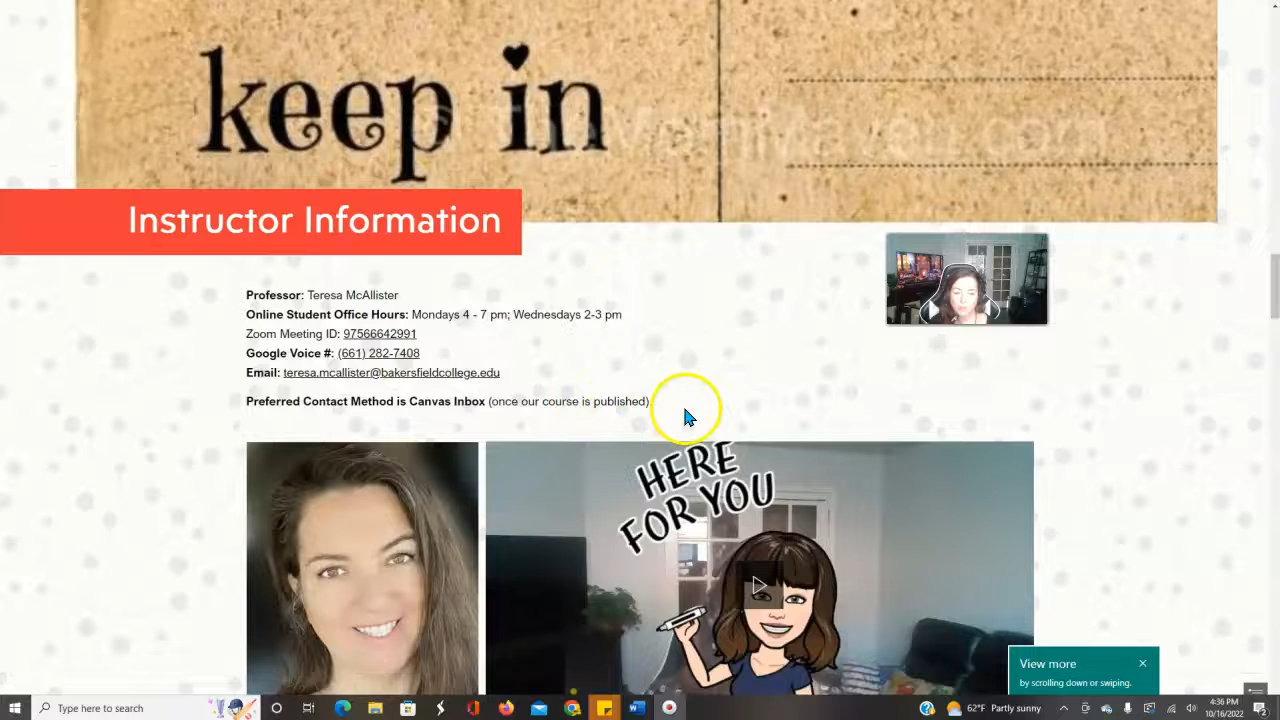 keep in
Instructor Information
Professor: Teresa McAllister
Online Student Office Hours: Mondays 4 - 7 pm; Wednesdays 2-3 pm
Zoom Meeting ID: 97566642991
Google Voice #: (661) 282-7408
Email: teresa.mcallister@bakersfieldcollege.edu
Preferred Contact Method is Canvas Inbox (once our course is published).
HERE
FOR YOU
View more
by scrolling down or swiping.
Type here to search
62°F Partly sunny
4:36 PM
10/16/2022
2